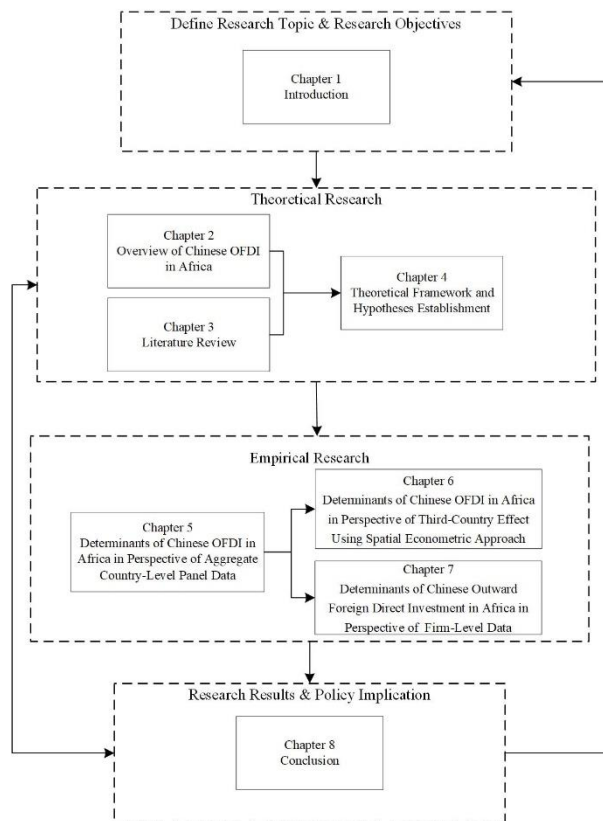 Define Research Topic & Research Objectives
Chapter 1
Introduction
Theoretical Research
Chapter 2
Overview of Chinese OFDI
in Africa
Chapter 3
Literature Review
Chapter 4
Theoretical Framework and
Hypotheses Establishment
Empirical Research
Chapter 5
Determinants of Chinese OFDI in
Africa in Perspective of Aggregate
Country-Level Panel Data
Chapter 6
Determinants of Chinese OFDI in Africa
in Perspective of Third-Country Effect
Using Spatial Econometric Approach
Chapter 7
Determinants of Chinese Outward
Foreign Direct Investment in Africa in
Perspective of Firm-Level Data
Research Results & Policy Implication
Chapter 8
Conclusion